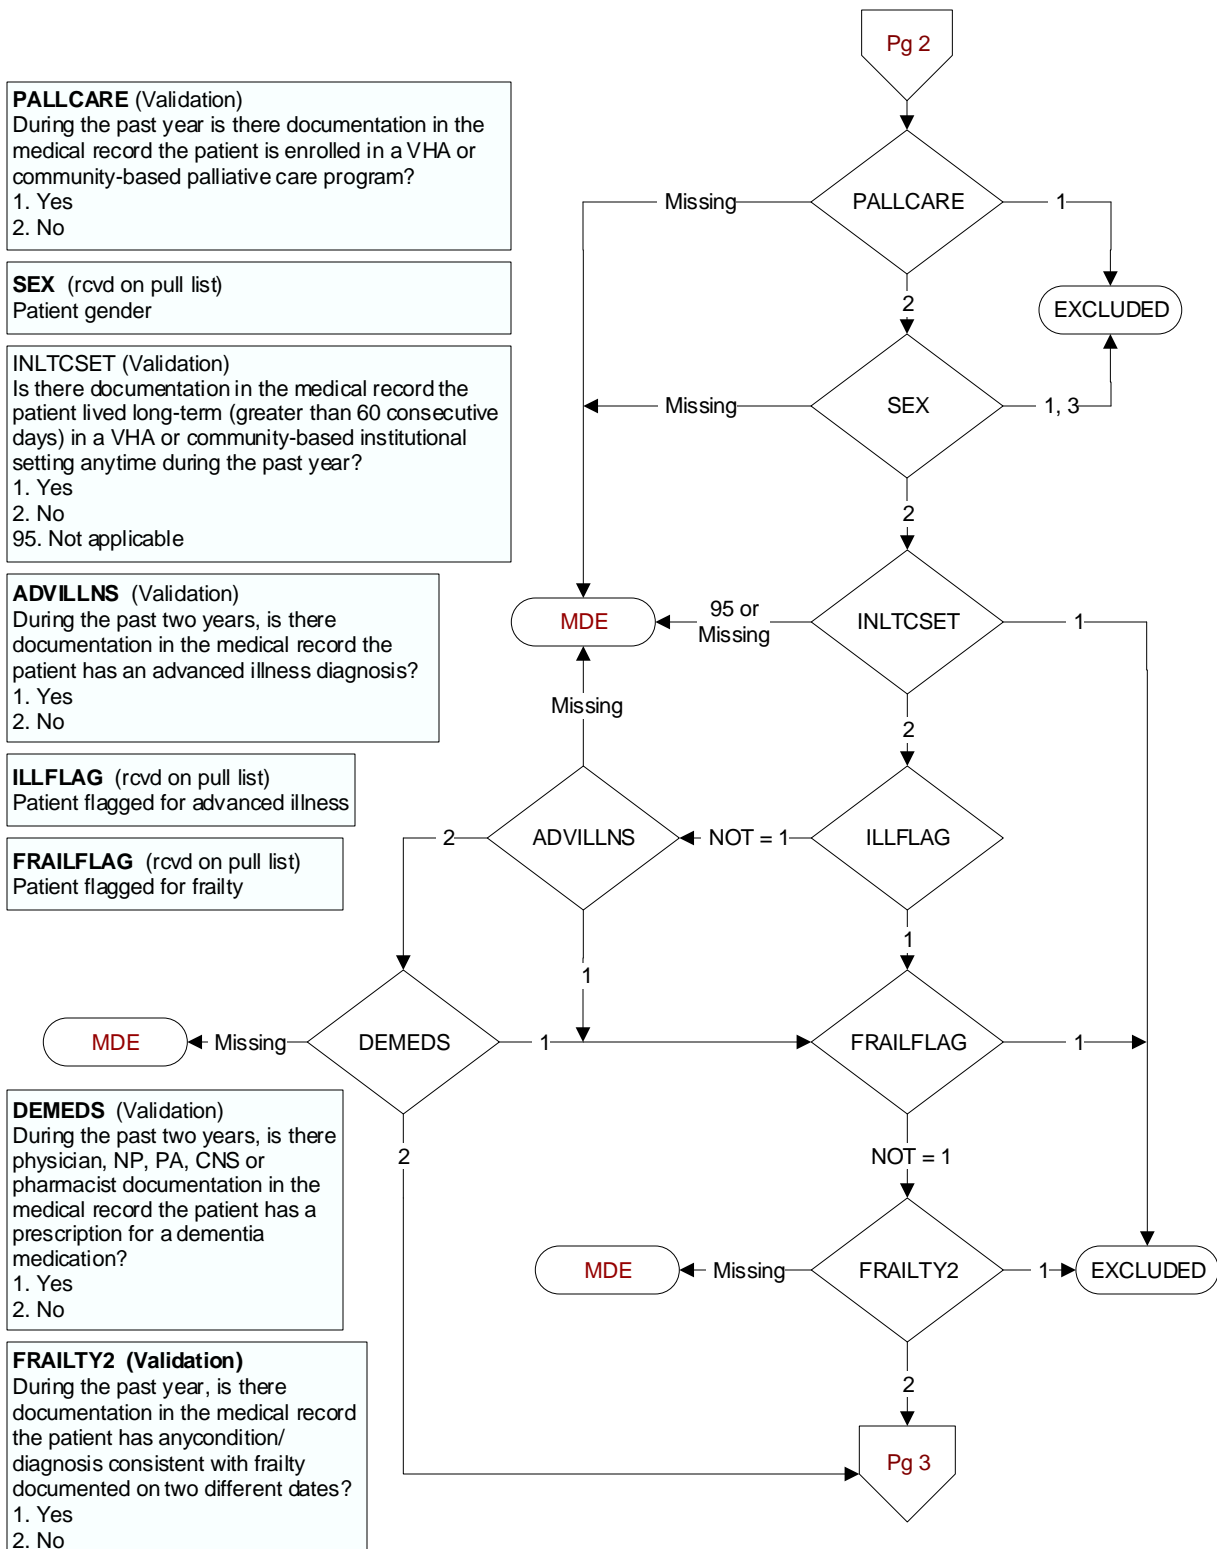 Pg 2
PALLCARE (Validation)
During the past year is there documentation in the
medical record the patient is enrolled in a VHA or
community-based palliative care program?
1. Yes
2. No
Missing
PALLCARE
1
2
EXCLUDED
SEX (rcvd on pull list)
Patient gender
Missing
SEX
1, 3
2
INLTCSET (Validation)
Is there documentation in the medical record the
patient lived long-term (greater than 60 consecutive
days) in a VHA or community-based institutional
setting anytime during the past year?
1. Yes
2. No
95. Not applicable
MDE
95 or
Missing
INLTCSET
1
2
ADVILLNS (Validation)
During the past two years, is there
documentation in the medical record the
patient has an advanced illness diagnosis?
1. Yes
2. No
Missing
ILLFLAG (rcvd on pull list)
Patient flagged for advanced illness
2
ADVILLNS
NOT = 1
ILLFLAG
1
1
FRAILFLAG (rcvd on pull list)
Patient flagged for frailty
MDE
Missing
DEMEDS
1
FRAILFLAG
1
2
NOT = 1
DEMEDS (Validation)
During the past two years, is there
physician, NP, PA, CNS or
pharmacist documentation in the
medical record the patient has a
prescription for a dementia
medication?
1. Yes
2. No
MDE
Missing
FRAILTY2
1
EXCLUDED
2
FRAILTY2 (Validation)
During the past year, is there
documentation in the medical record
the patient has anycondition/
diagnosis consistent with frailty
documented on two different dates?
1. Yes
2. No
Pg 3